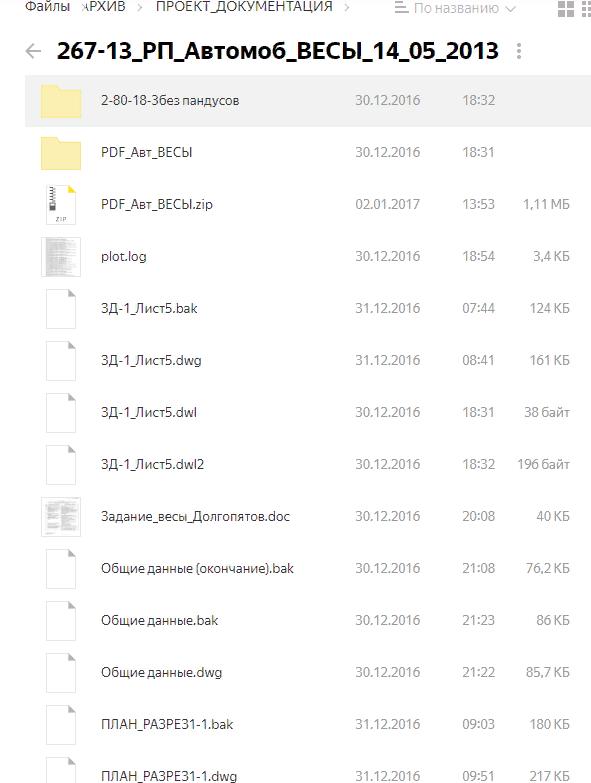 Файлы АРХИВ > ПРОЕКТ_ДОКУМЕНТАЦИЯ > По названию
← 267-13_РП_Автомоб_ВЕСЫ_14_05_2013
2-80-18-3без пандусов 30.12.2016 18:32
PDF_Авт_ВЕСЫ 30.12.2016 18:31
ZIP PDF_Авт_ВЕСЫ.zip 02.01.2017 13:53 1,11 МБ
plot.log 30.12.2016 18:54 3,4 КБ
3Д-1_Лист5.bak 31.12.2016 07:44 124 КБ
3Д-1_Лист5.dwg 31.12.2016 08:41 161 КБ
3Д-1_Лист5.dwl 30.12.2016 18:31 38 байт
3Д-1_Лист5.dwl2 30.12.2016 18:32 196 байт
Задание_весы_Долгопятов.doc 30.12.2016 20:08 40 КБ
Общие данные (окончание).bak 30.12.2016 21:08 76,2 КБ
Общие данные.bak 30.12.2016 21:23 86 КБ
Общие данные.dwg 30.12.2016 21:22 85,7 КБ
ПЛАН_РАЗРЕЗ1-1.bak 31.12.2016 09:03 180 КБ
ПЛАН_РАЗРЕЗ1-1.dwg 31.12.2016 09:51 217 КБ